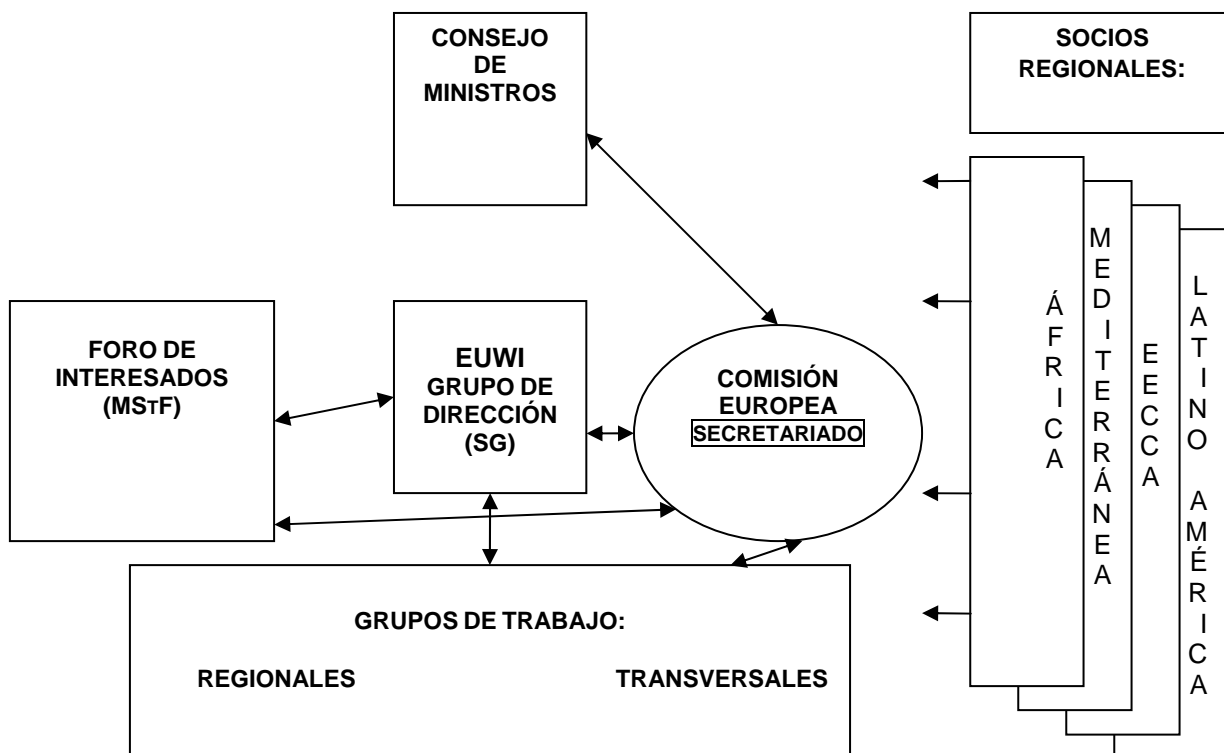 CONSEJO
DE
MINISTROS
SOCIOS
REGIONALES:
FORO DE
INTERESADOS
(MSTF)
EUWI
GRUPO DE
DIRECCIÓN
(SG)
COMISIÓN
EUROPEA
SECRETARIADO
ÁFRICA
MEDITERRÁNEA
EECCA
LATINO AMÉRICA
GRUPOS DE TRABAJO:
REGIONALES TRANSVERSALES